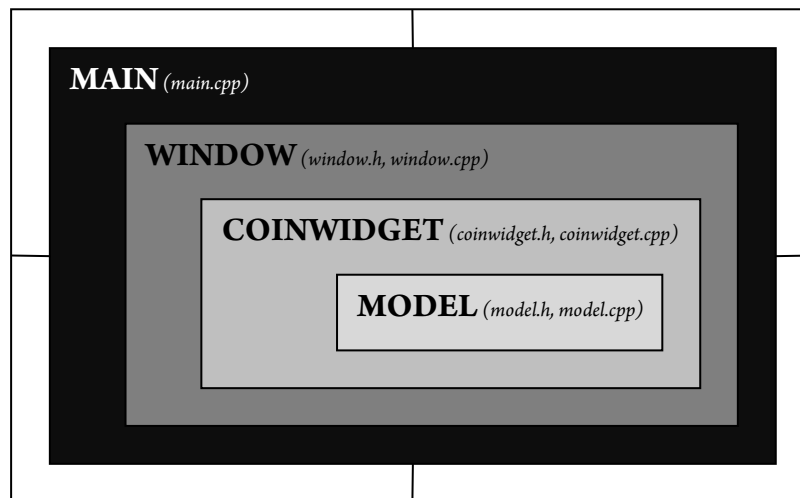 MAIN (main.cpp)
WINDOW (window.h, window.cpp)
COINWIDGET (coinwidget.h, coinwidget.cpp)
MODEL (model.h, model.cpp)